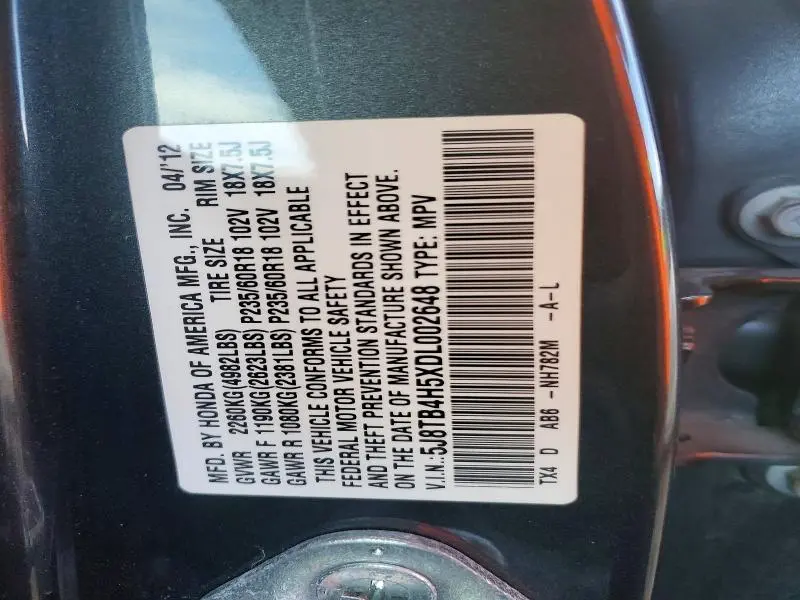 MFD. BY HONDA OF AMERICA MFG., INC. 04/'12
TIRE SIZE RIM SIZE
GVWR 2260KG(4982LBS)
GAWR F 1190KG(2623LBS) P235/60R18 102V 18X7.5J
GAWR R 1080KG(2381LBS) P235/60R18 102V 18X7.5J
THIS VEHICLE CONFORMS TO ALL APPLICABLE
FEDERAL MOTOR VEHICLE SAFETY
AND THEFT PREVENTION STANDARDS IN EFFECT
ON THE DATE OF MANUFACTURE SHOWN ABOVE.
V.I.N.:5J8TB4H5XDL002648 TYPE: MPV
TX4 D AB6 -NH782M -A-L